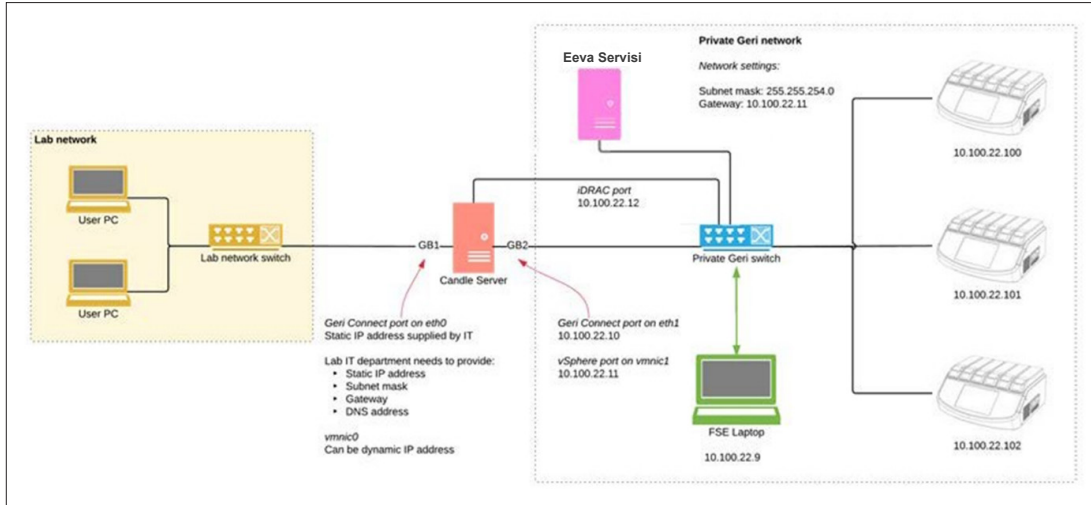 Lab network
User PC
User PC
Lab network switch
GB1
Candle Server
GB2
Geri Connect port on eth0
Static IP address supplied by IT
Lab IT department needs to provide:
• Static IP address
• Subnet mask
• Gateway
• DNS address
vmnic0
Can be dynamic IP address
Eeva Servisi
Private Geri network
Network settings:
Subnet mask: 255.255.254.0
Gateway: 10.100.22.11
iDRAC port
10.100.22.12
Private Geri switch
Geri Connect port on eth1
10.100.22.10
vSphere port on vmnic1
10.100.22.11
FSE Laptop
10.100.22.9
10.100.22.100
10.100.22.101
10.100.22.102